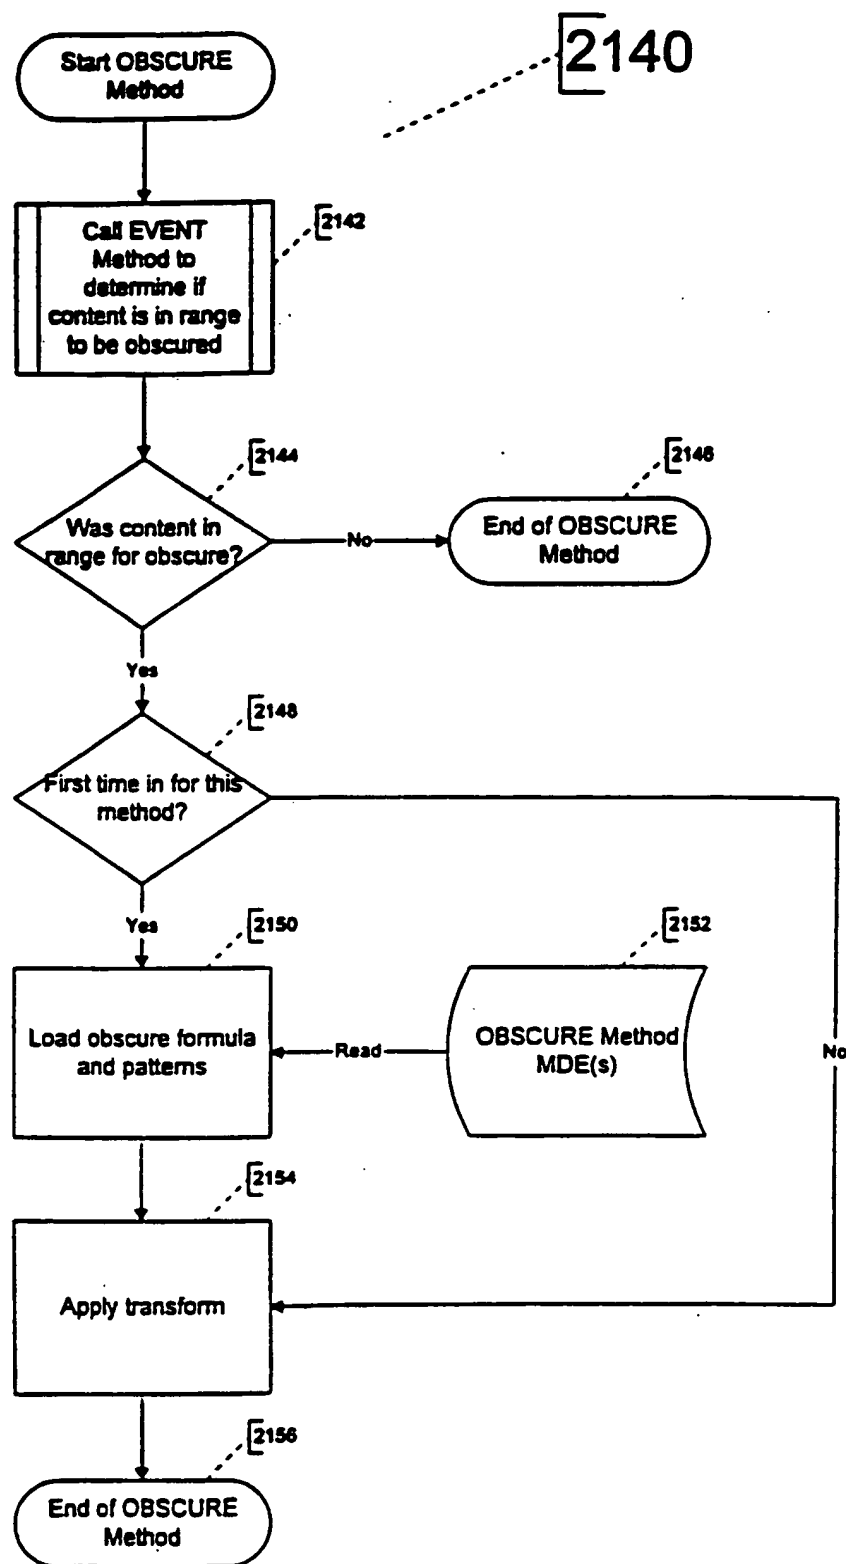 2140
Start OBSCURE
Method
2142
Call EVENT
Method to
determine if
content is in range
to be obscured
2144
Was content in
range for obscure?
No
2146
End of OBSCURE
Method
Yes
2148
First time in for this
method?
Yes
No
2150
Load obscure formula
and patterns
Read
2152
OBSCURE Method
MDE(s)
2154
Apply transform
2156
End of OBSCURE
Method